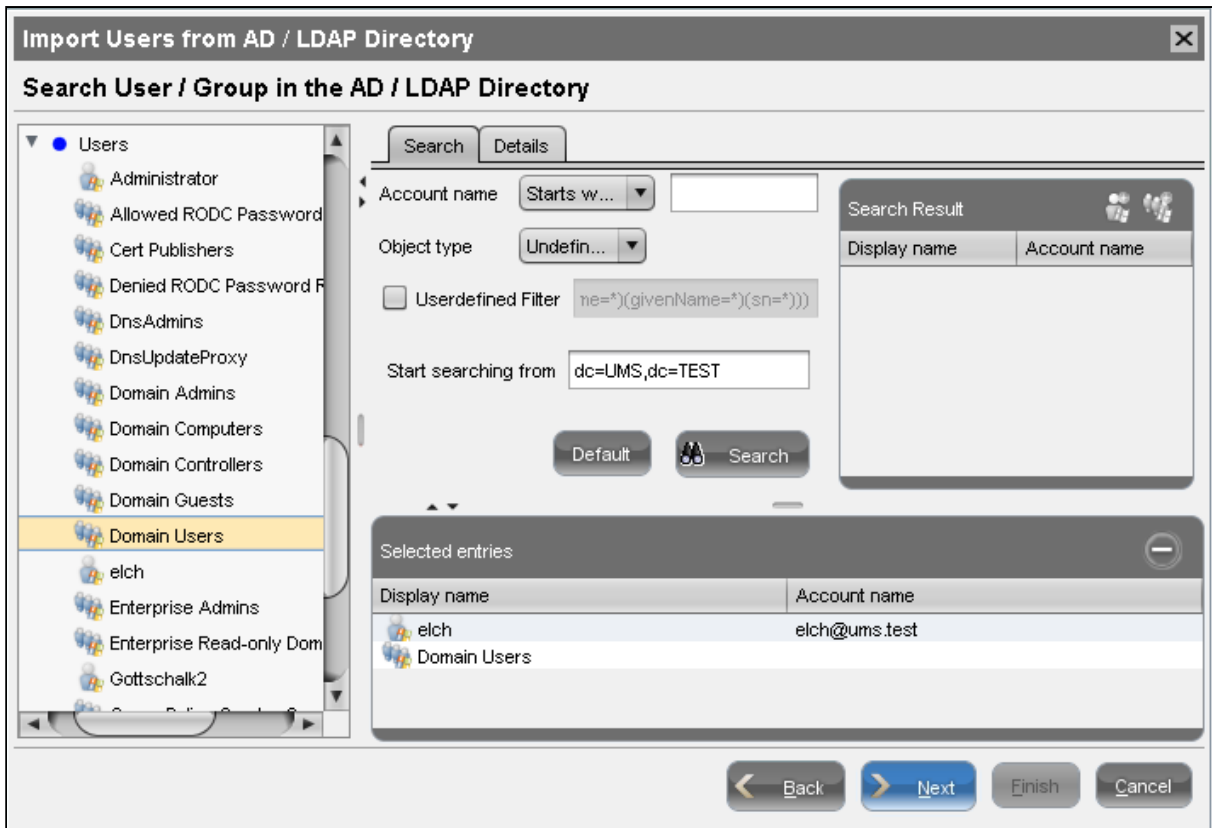 Import Users from AD / LDAP Directory
Search User / Group in the AD / LDAP Directory
Users
Administrator
Allowed RODC Password
Cert Publishers
Denied RODC Password R
DnsAdmins
DnsUpdateProxy
Domain Admins
Domain Computers
Domain Controllers
Domain Guests
Domain Users
elch
Enterprise Admins
Enterprise Read-only Dom
Gottschalk2
Search Details
Account name Starts w...
Object type Undefin...
Userdefined Filter ne=*)(givenName=*)(sn=*)))
Start searching from dc=UMS,dc=TEST
Default Search
Search Result
Display name Account name
Selected entries
Display name Account name
elch elch@ums.test
Domain Users
Back Next Finish Cancel